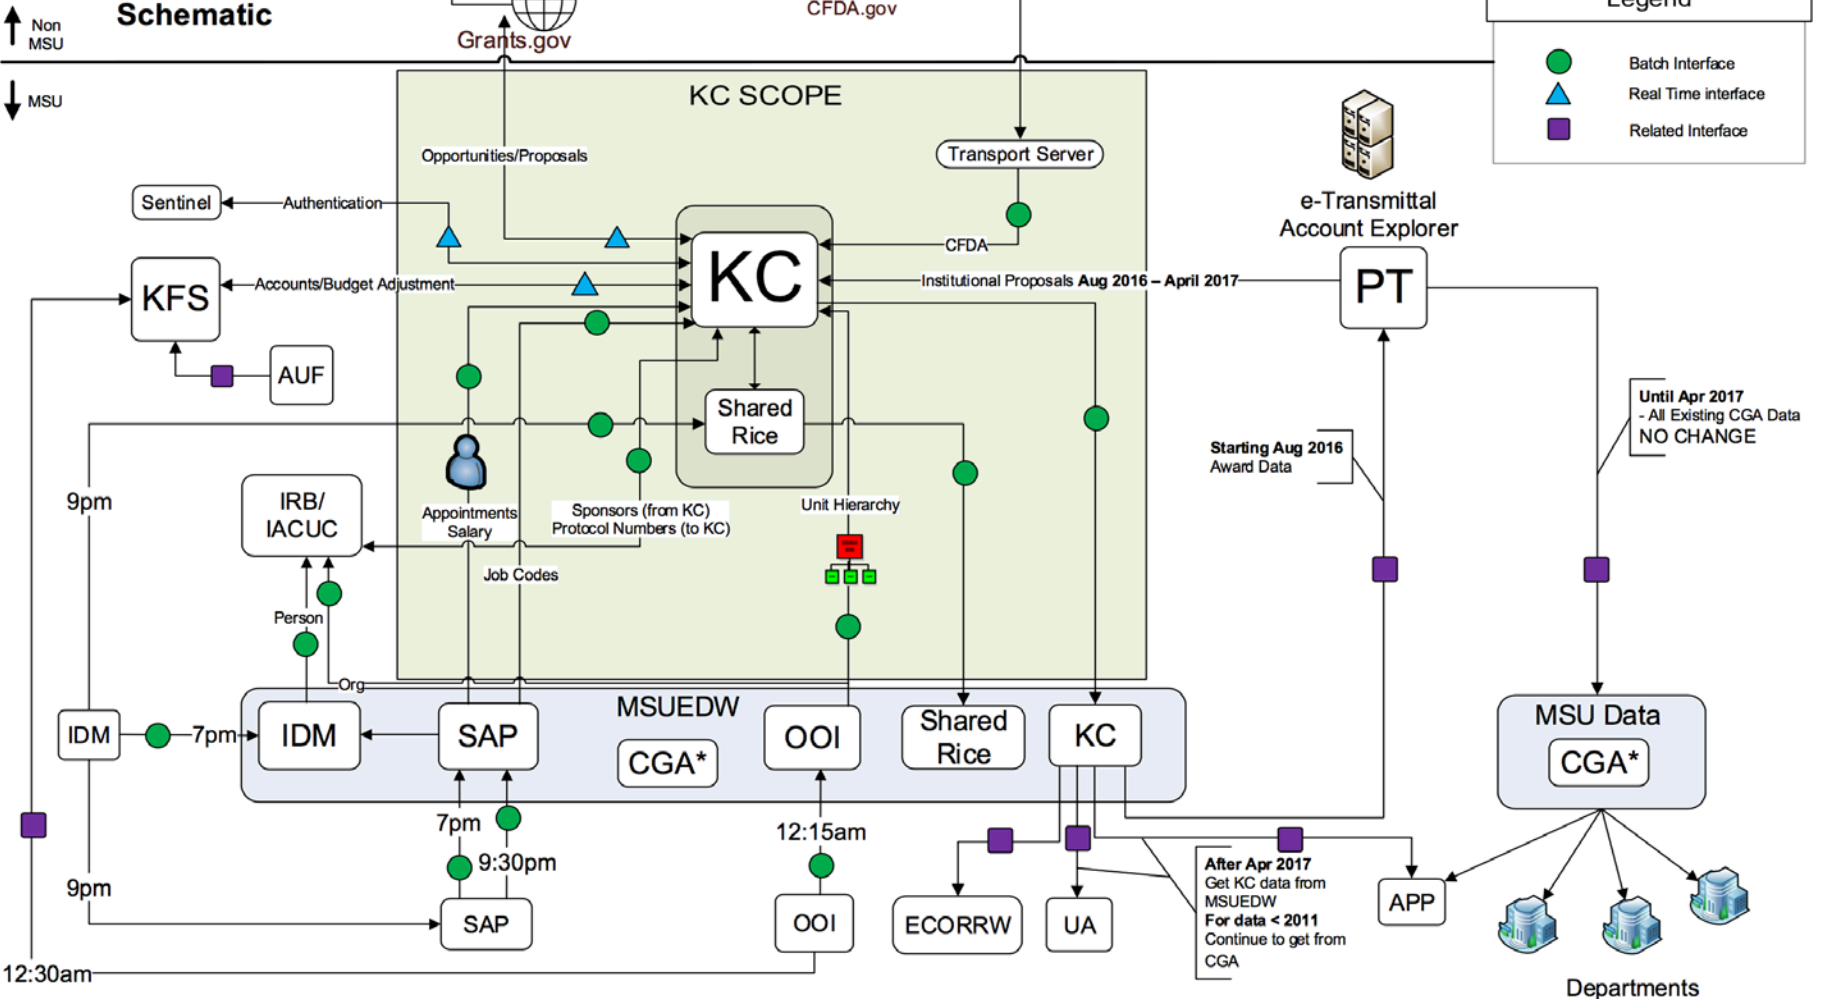 Schematic
Non
MSU
MSU
Grants.gov
CFDA.gov
Legend
Batch Interface
Real Time interface
Related Interface
KC SCOPE
Opportunities/Proposals
Transport Server
Sentinel
Authentication
e-Transmittal
Account Explorer
CFDA
KC
KFS
Accounts/Budget Adjustment
Institutional Proposals Aug 2016 – April 2017
PT
AUF
Shared
Rice
Until Apr 2017
- All Existing CGA Data
NO CHANGE
Starting Aug 2016
Award Data
9pm
IRB/
IACUC
Appointments
Salary
Sponsors (from KC)
Protocol Numbers (to KC)
Unit Hierarchy
Job Codes
Person
Org
MSUEDW
IDM
7pm
IDM
SAP
CGA*
OOI
Shared
Rice
KC
MSU Data
CGA*
7pm
9:30pm
12:15am
9pm
SAP
OOI
ECORRW
UA
After Apr 2017
Get KC data from
MSUEDW
For data < 2011
Continue to get from
CGA
APP
12:30am
Departments